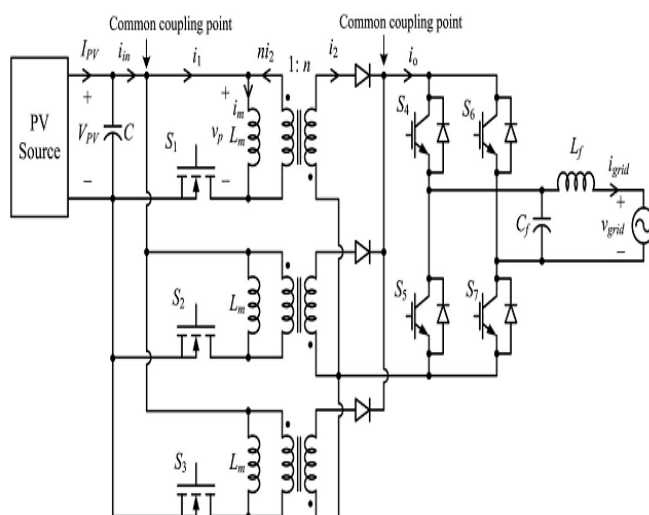 Common coupling point
Common coupling point
I_PV
i_in
i_1
ni_2
1: n
i_2
i_o
PV
Source
+
V_PV
C
−
S_1
+
v_p
−
i_m
L_m
S_4
S_6
L_f
i_grid
C_f
+
v_grid
−
S_2
L_m
S_5
S_7
S_3
L_m